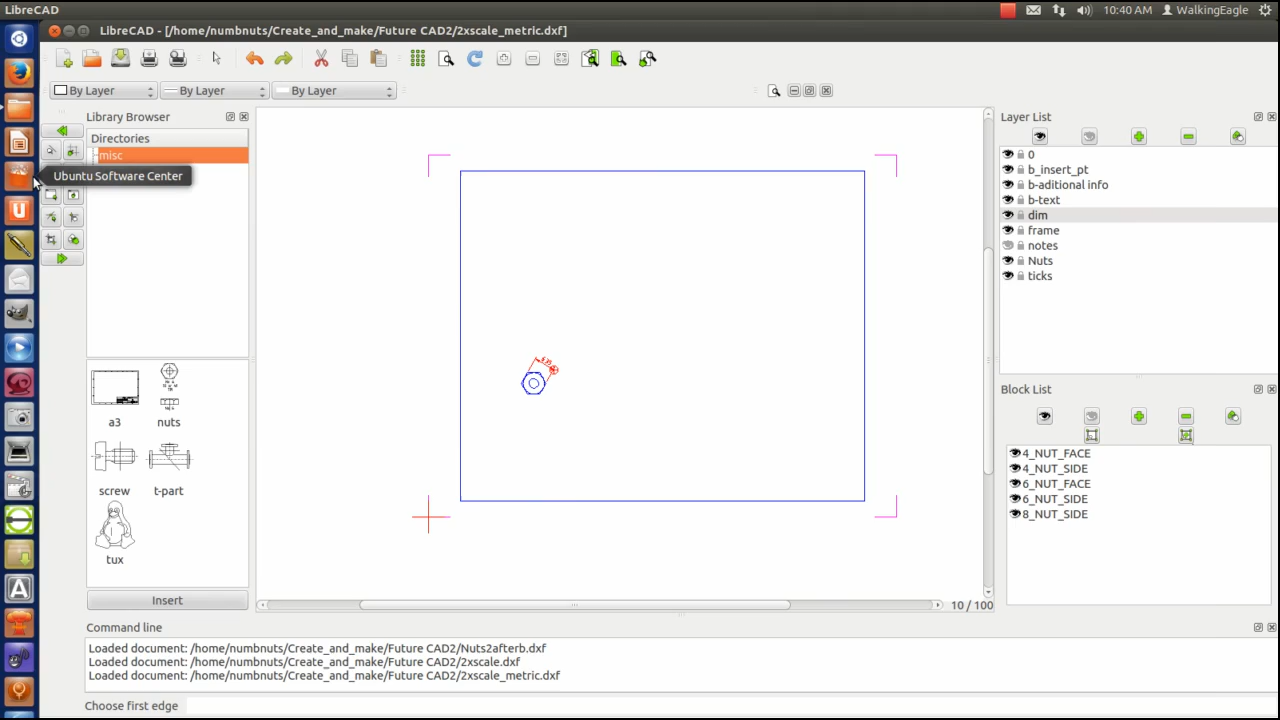 LibreCAD
10:40 AM
WalkingEagle
LibreCAD - [/home/numbnuts/Create_and_make/Future CAD2/2xscale_metric.dxf]
By Layer
By Layer
By Layer
Library Browser
Directories
misc
Ubuntu Software Center
a3
nuts
screw
t-part
tux
Insert
10 / 100
Layer List
0
b_insert_pt
b-aditional info
b-text
dim
frame
notes
Nuts
ticks
Block List
4_NUT_FACE
4_NUT_SIDE
6_NUT_FACE
6_NUT_SIDE
8_NUT_SIDE
Command line
Loaded document: /home/numbnuts/Create_and_make/Future CAD2/Nuts2afterb.dxf
Loaded document: /home/numbnuts/Create_and_make/Future CAD2/2xscale.dxf
Loaded document: /home/numbnuts/Create_and_make/Future CAD2/2xscale_metric.dxf
Choose first edge